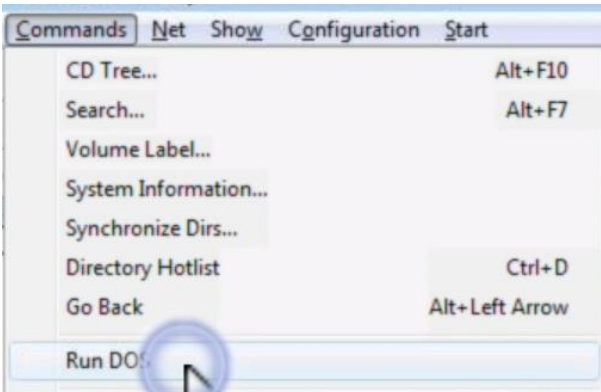 Commands Net Show Configuration Start
CD Tree... Alt+F10
Search... Alt+F7
Volume Label...
System Information...
Synchronize Dirs...
Directory Hotlist Ctrl+D
Go Back Alt+Left Arrow
Run DOS